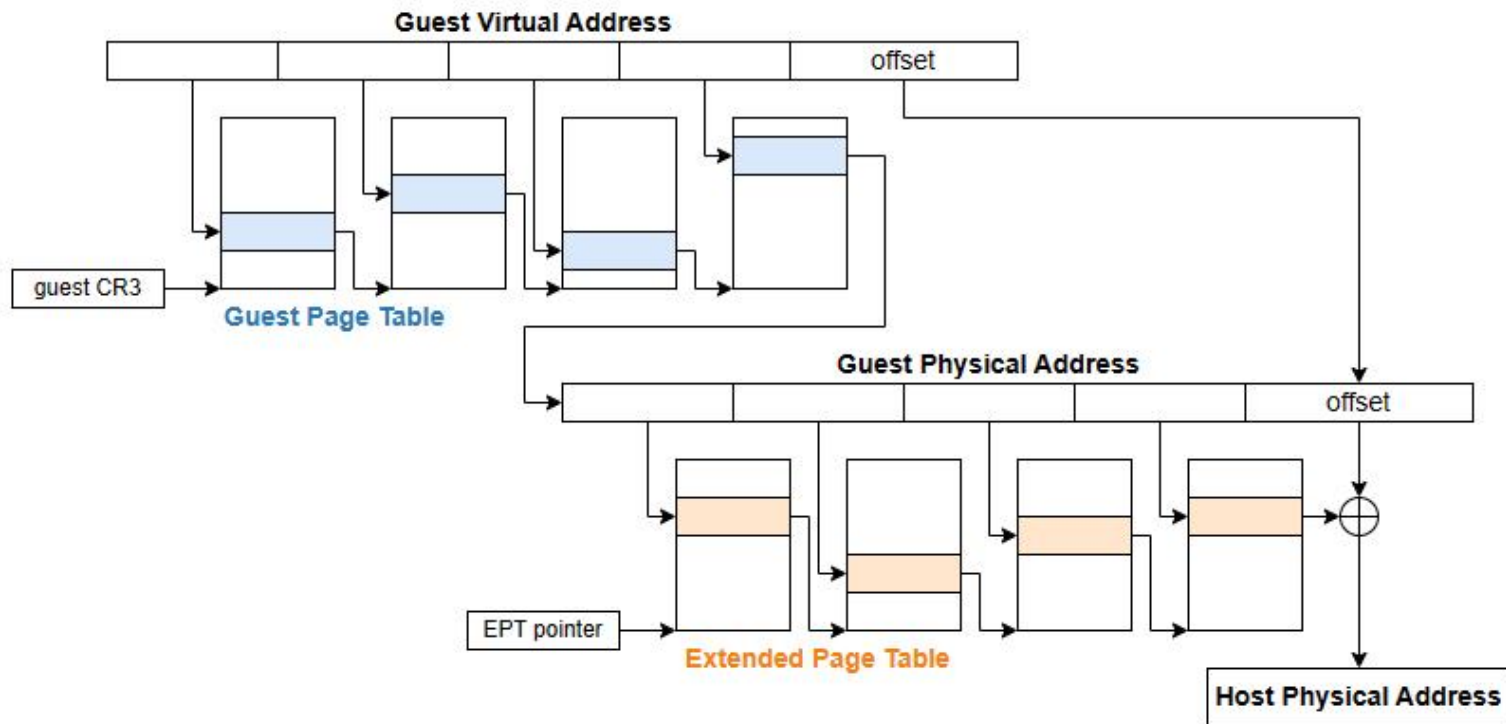 Guest Virtual Address
offset
guest CR3
Guest Page Table
Guest Physical Address
offset
EPT pointer
Extended Page Table
Host Physical Address